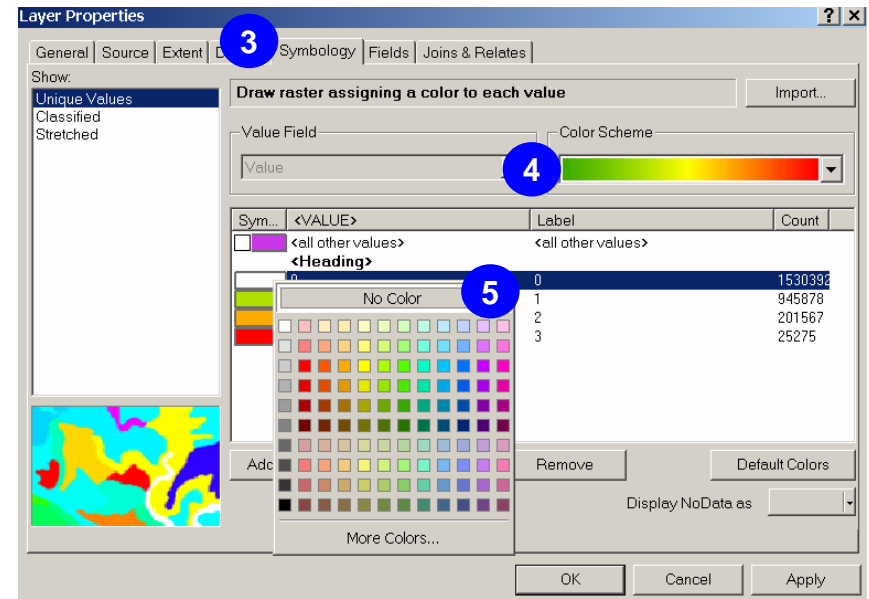 Layer Properties
? ×
3
General Source Extent D Symbology Fields Joins & Relates
Show:
Unique Values
Classified
Stretched
Draw raster assigning a color to each value
Import...
Value Field
Color Scheme
Value
4
Sym... <VALUE> Label Count
<all other values> <all other values>
<Heading>
0 0 1530392
1 945878
2 201567
3 25275
No Color
5
More Colors...
Add Remove Default Colors
Display NoData as
OK Cancel Apply